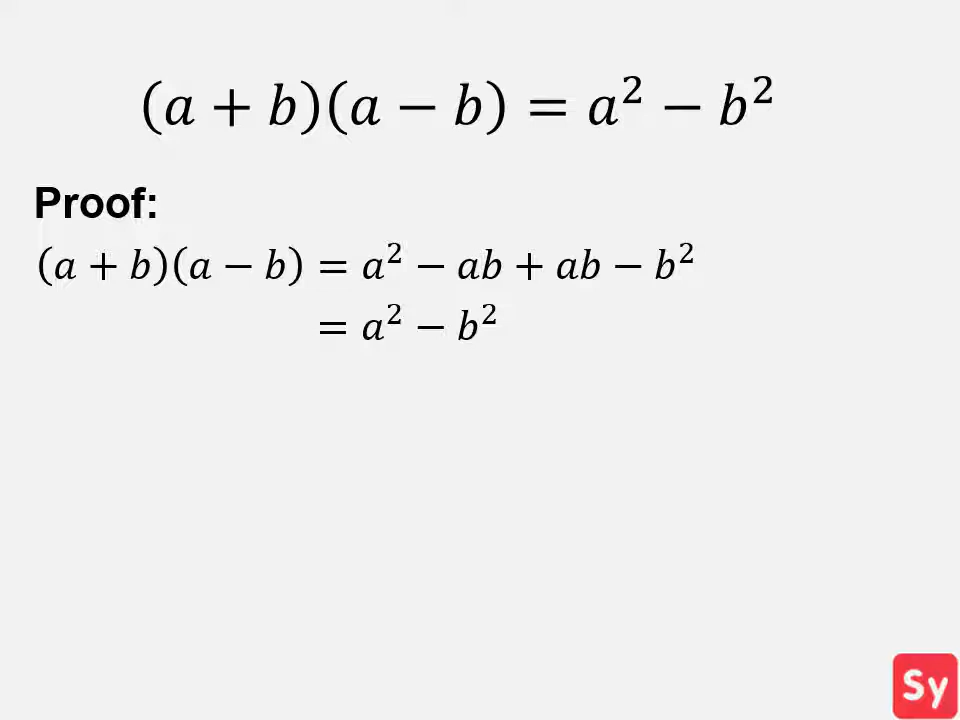 (a + b)(a − b) = a² − b²
Proof:
(a + b)(a − b) = a² − ab + ab − b²
= a² − b²
Sy